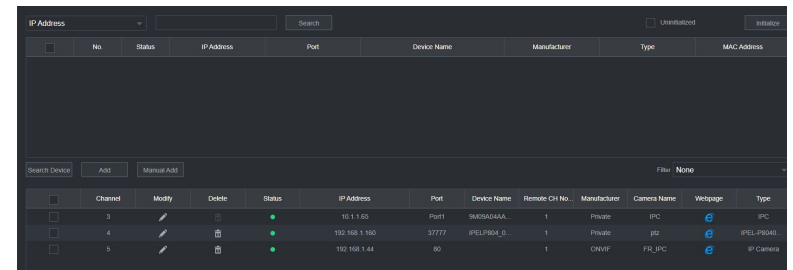 IP Address Search Uninitialized Initialize
No. Status IP Address Port Device Name Manufacturer Type MAC Address
Search Device Add Manual Add Filter None
Channel Modify Delete Status IP Address Port Device Name Remote CH No... Manufacturer Camera Name Webpage Type
3 10.1.1.65 Port1 9M09A04AA... 1 Private IPC IPC
4 192.168.1.160 37777 IPELP804_0... 1 Private ptz IPEL-P8040...
5 192.168.1.44 80 1 ONVIF FR_IPC IP Camera